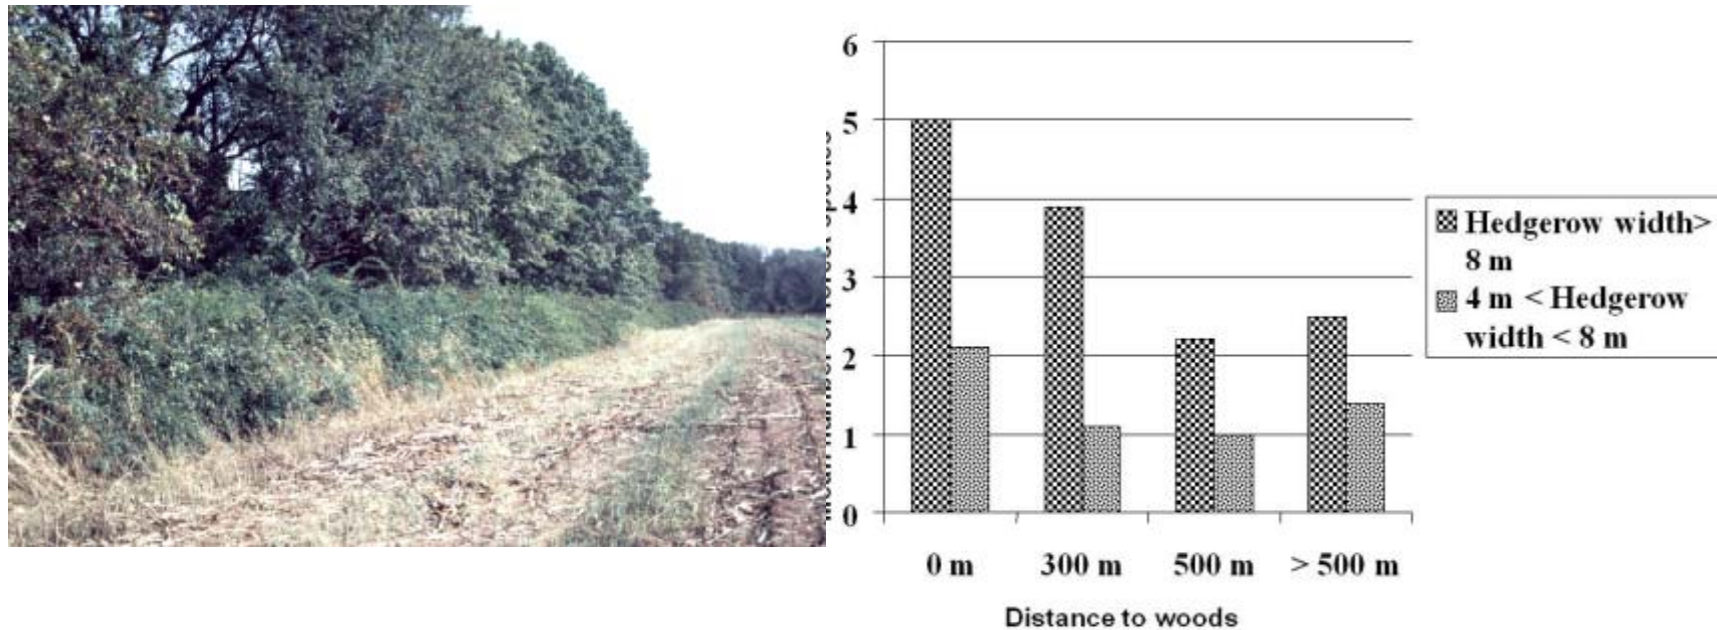 6
5
4
3
2
1
0
0 m
300 m
500 m
> 500 m
Distance to woods
Hedgerow width>
8 m
4 m < Hedgerow
width < 8 m